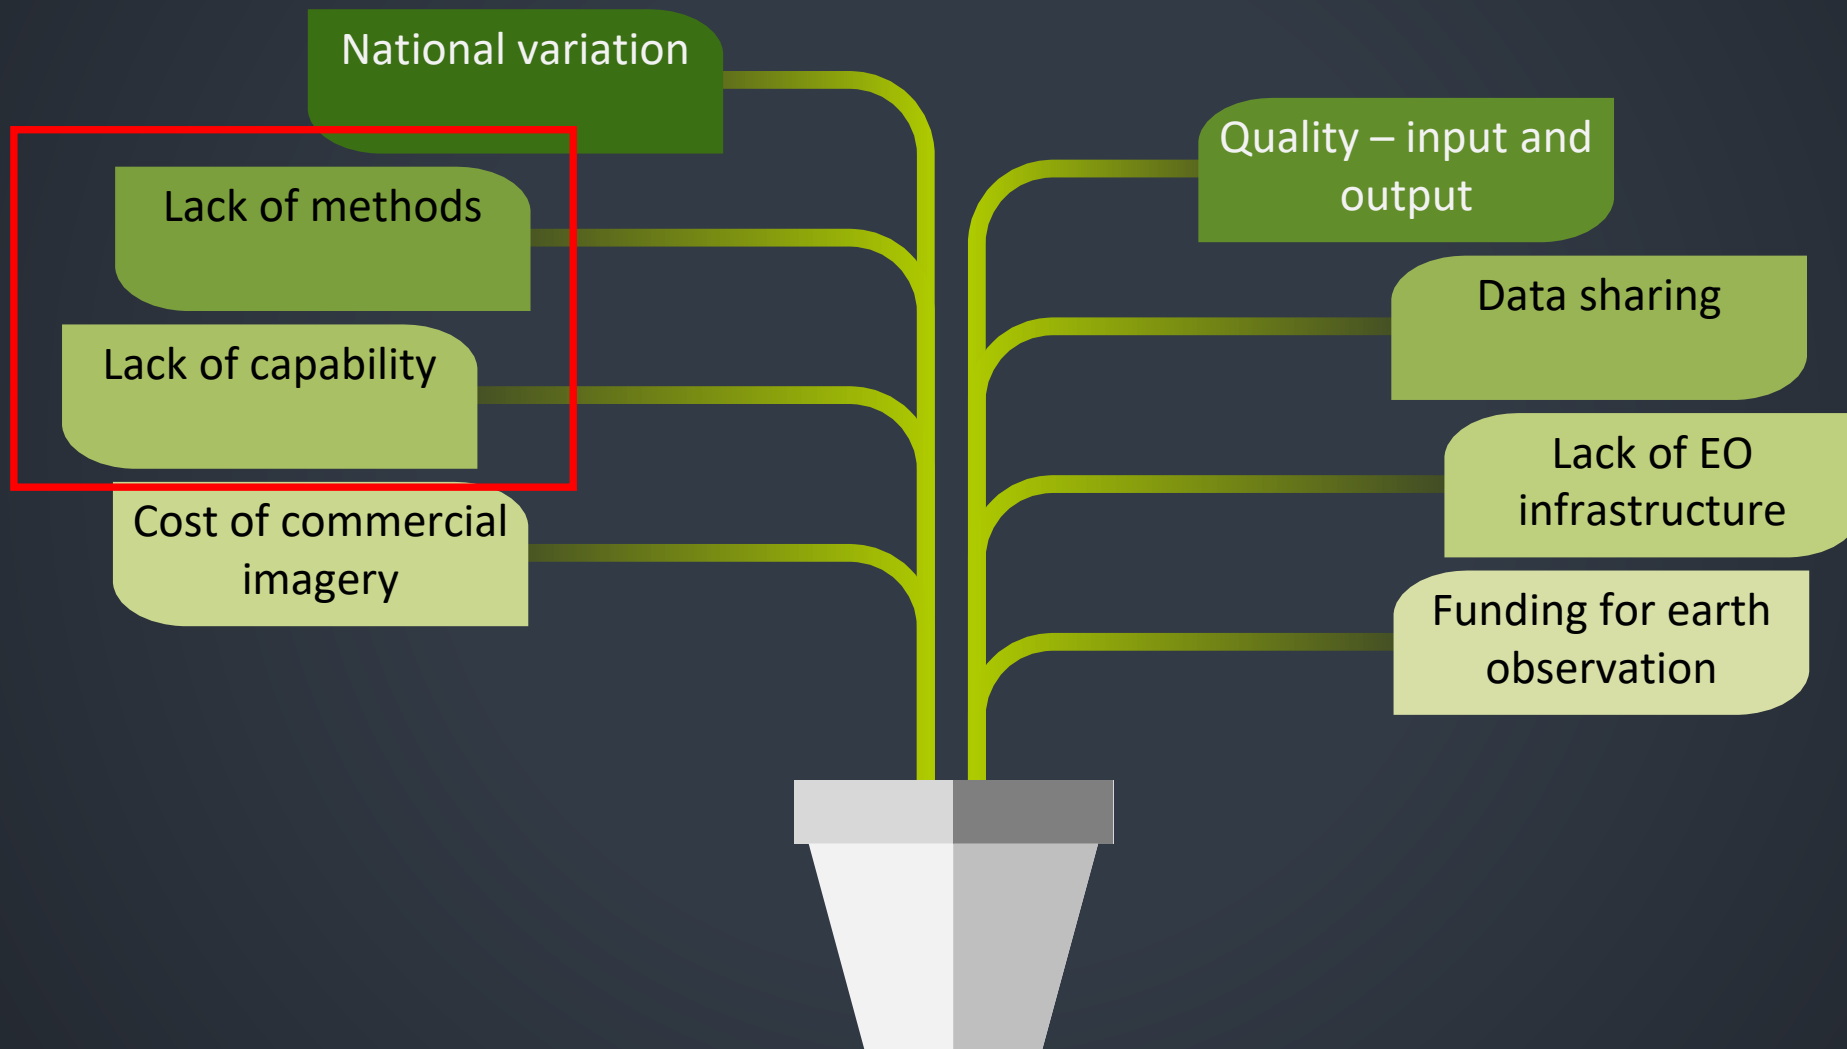 National variation
Lack of methods
Lack of capability
Cost of commercial
imagery
Quality – input and
output
Data sharing
Lack of EO
infrastructure
Funding for earth
observation